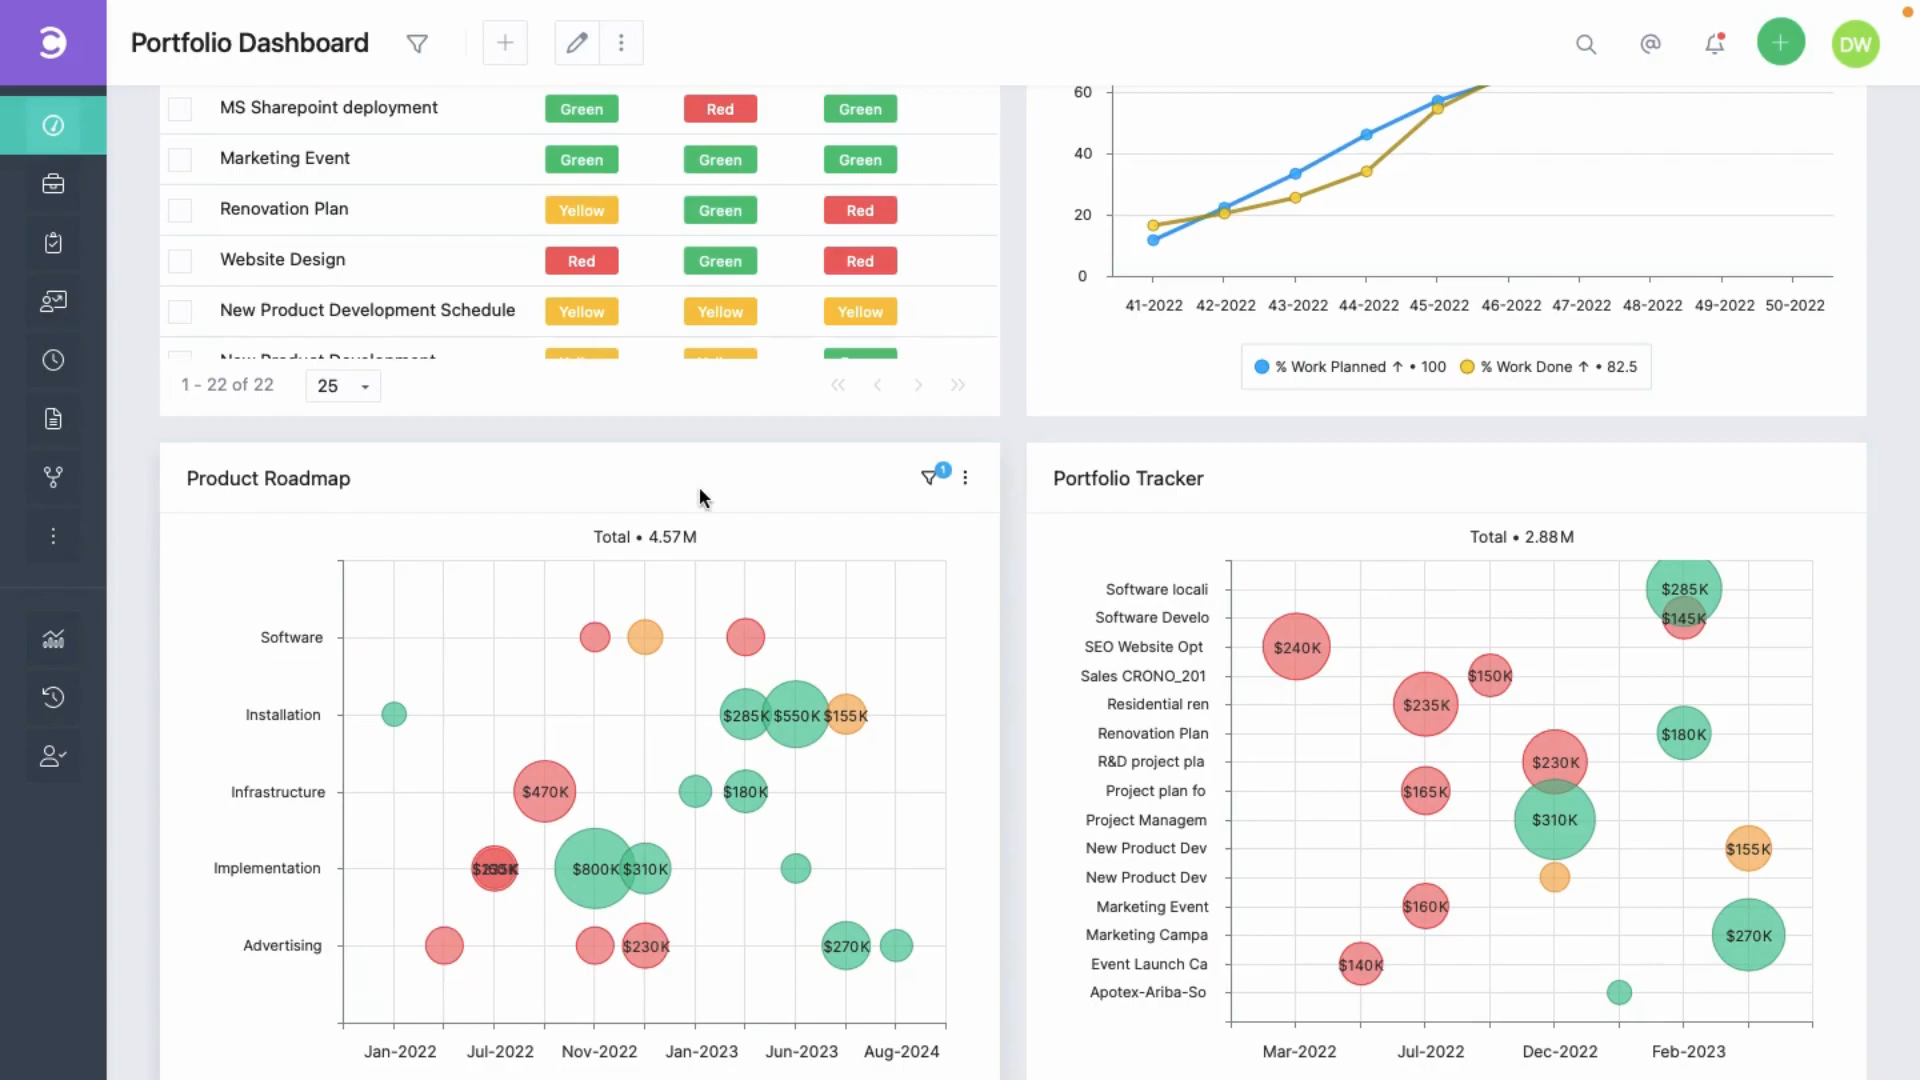 Portfolio Dashboard
DW
MS Sharepoint deployment Green Red Green
Marketing Event Green Green Green
Renovation Plan Yellow Green Red
Website Design Red Green Red
New Product Development Schedule Yellow Yellow Yellow
New Product Development
1 - 22 of 22 25
60
40
20
0
41-2022 42-2022 43-2022 44-2022 45-2022 46-2022 47-2022 48-2022 49-2022 50-2022
% Work Planned ↑ • 100 % Work Done ↑ • 82.5
Product Roadmap 1
Total • 4.57M
Software
Installation $285K $550K $155K
Infrastructure $470K $180K
Implementation $800K $310K
Advertising $230K $270K
Jan-2022 Jul-2022 Nov-2022 Jan-2023 Jun-2023 Aug-2024
Portfolio Tracker
Total • 2.88M
Software locali $285K
Software Develo $145K
SEO Website Opt $240K
Sales CRONO_201 $150K
Residential ren $235K
Renovation Plan $180K
R&D project pla $230K
Project plan fo $165K
Project Managem $310K
New Product Dev $155K
New Product Dev
Marketing Event $160K
Marketing Campa $270K
Event Launch Ca $140K
Apotex-Ariba-So
Mar-2022 Jul-2022 Dec-2022 Feb-2023